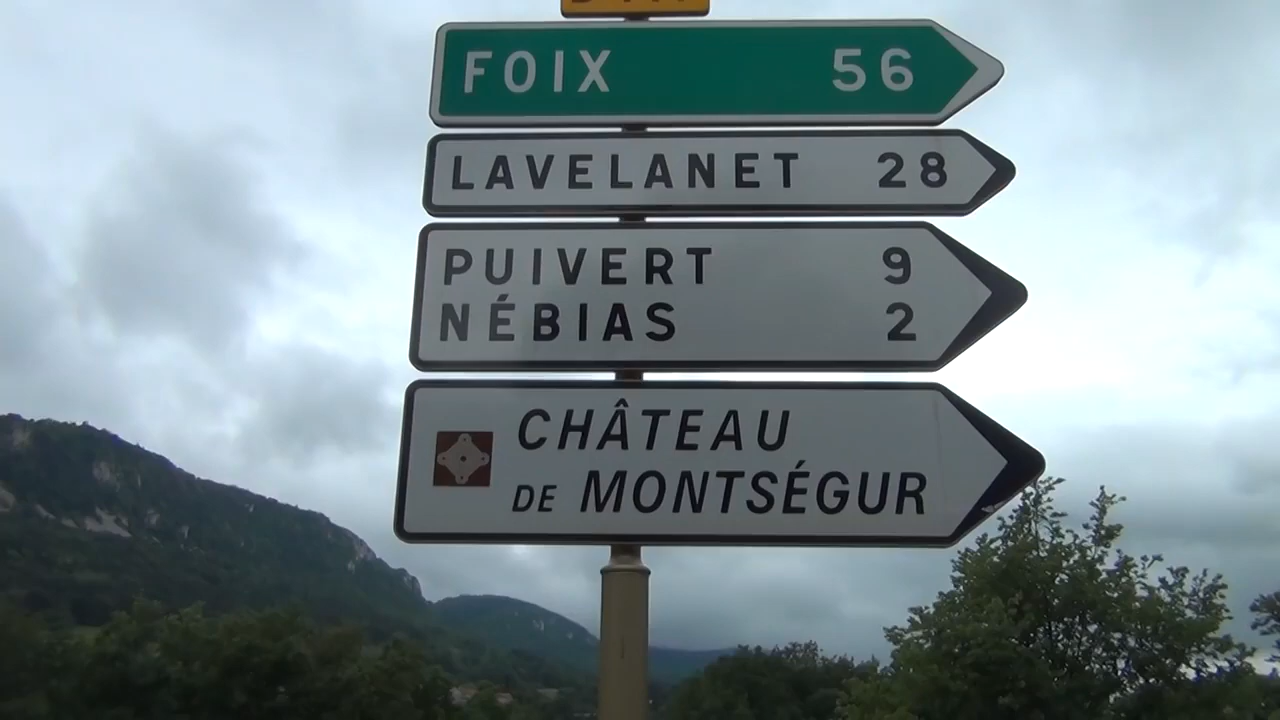 FOIX 56
LAVELANET 28
PUIVERT 9
NÉBIAS 2
CHÂTEAU
DE MONTSÉGUR